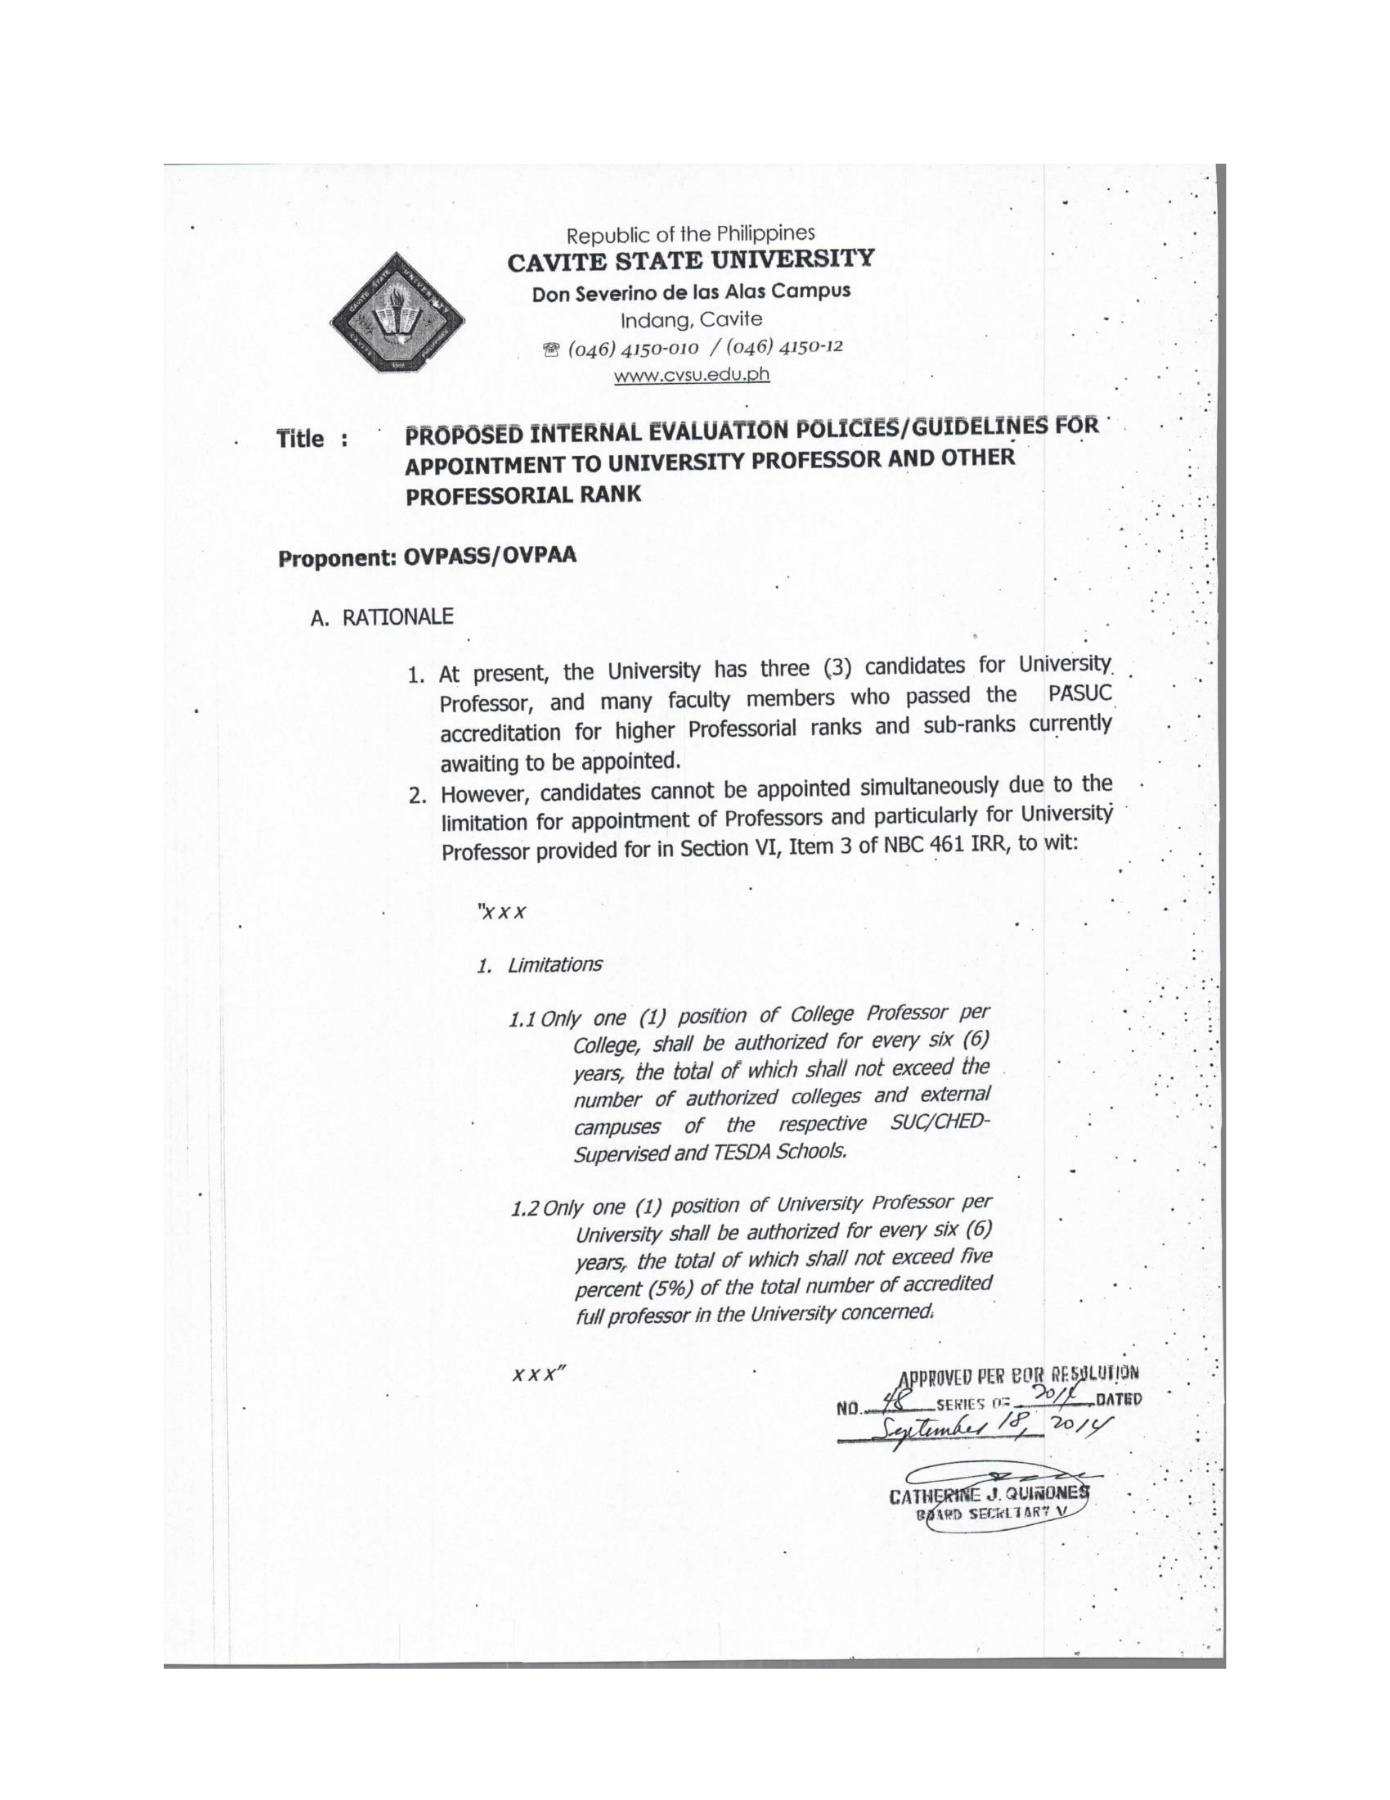 Republic of the Philippines
CAVITE STATE UNIVERSITY
Don Severino de las Alas Campus
Indang, Cavite
☎ (046) 4150-010 / (046) 4150-12
www.cvsu.edu.ph
CAVITE STATE UNIVERSITY
CAVITE
Title : PROPOSED INTERNAL EVALUATION POLICIES/GUIDELINES FOR
APPOINTMENT TO UNIVERSITY PROFESSOR AND OTHER
PROFESSORIAL RANK
Proponent: OVPASS/OVPAA
A. RATIONALE
1. At present, the University has three (3) candidates for University
Professor, and many faculty members who passed the PASUC
accreditation for higher Professorial ranks and sub-ranks currently
awaiting to be appointed.
2. However, candidates cannot be appointed simultaneously due to the
limitation for appointment of Professors and particularly for University
Professor provided for in Section VI, Item 3 of NBC 461 IRR, to wit:
"x x x
1. Limitations
1.1 Only one (1) position of College Professor per
College, shall be authorized for every six (6)
years, the total of which shall not exceed the
number of authorized colleges and external
campuses of the respective SUC/CHED-
Supervised and TESDA Schools.
1.2 Only one (1) position of University Professor per
University shall be authorized for every six (6)
years, the total of which shall not exceed five
percent (5%) of the total number of accredited
full professor in the University concerned.
x x x"
APPROVED PER BOR RESOLUTION
NO. 48 SERIES OF 2014 DATED
September 18, 2014
CATHERINE J. QUIÑONES
BOARD SECRETARY V